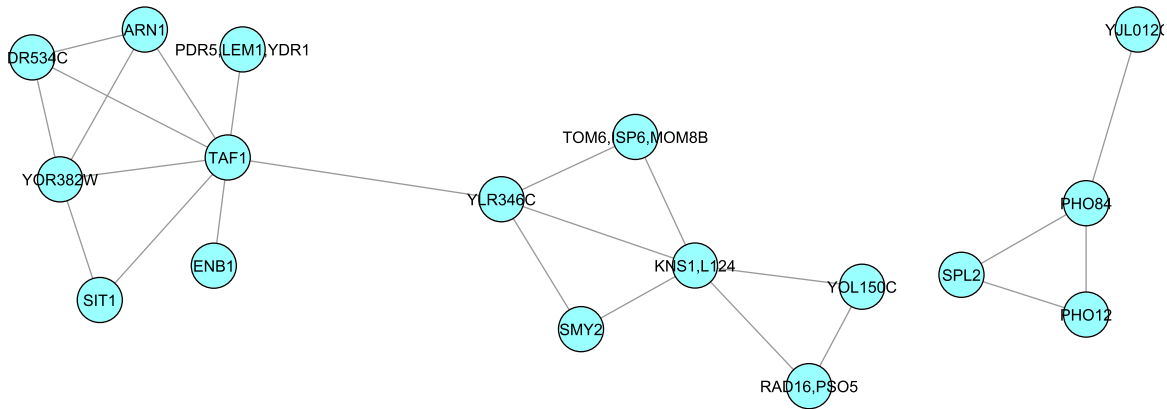 ARN1
YJL012C
PDR5,LEM1,YDR1
DR534C
TOM6,ISP6,MOM8B
TAF1
YOR382W
YLR346C
PHO84
ENB1
KNS1,L124
SPL2
YOL150C
SIT1
PHO12
SMY2
RAD16,PSO5